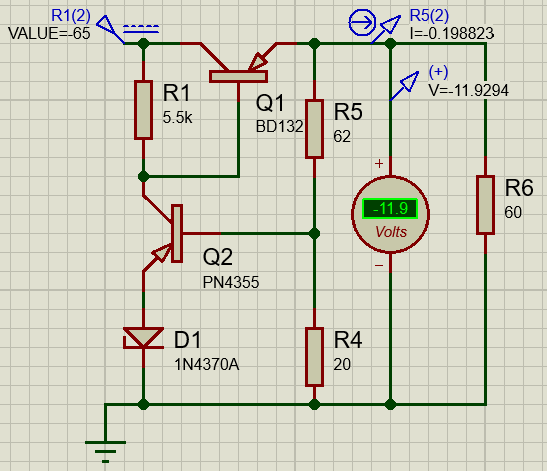 R1(2)
VALUE=-65
R5(2)
I=-0.198823
(+)
V=-11.9294
R1
5.5k
Q1
BD132
R5
62
+
-11.9
Volts
−
R6
60
Q2
PN4355
D1
1N4370A
R4
20